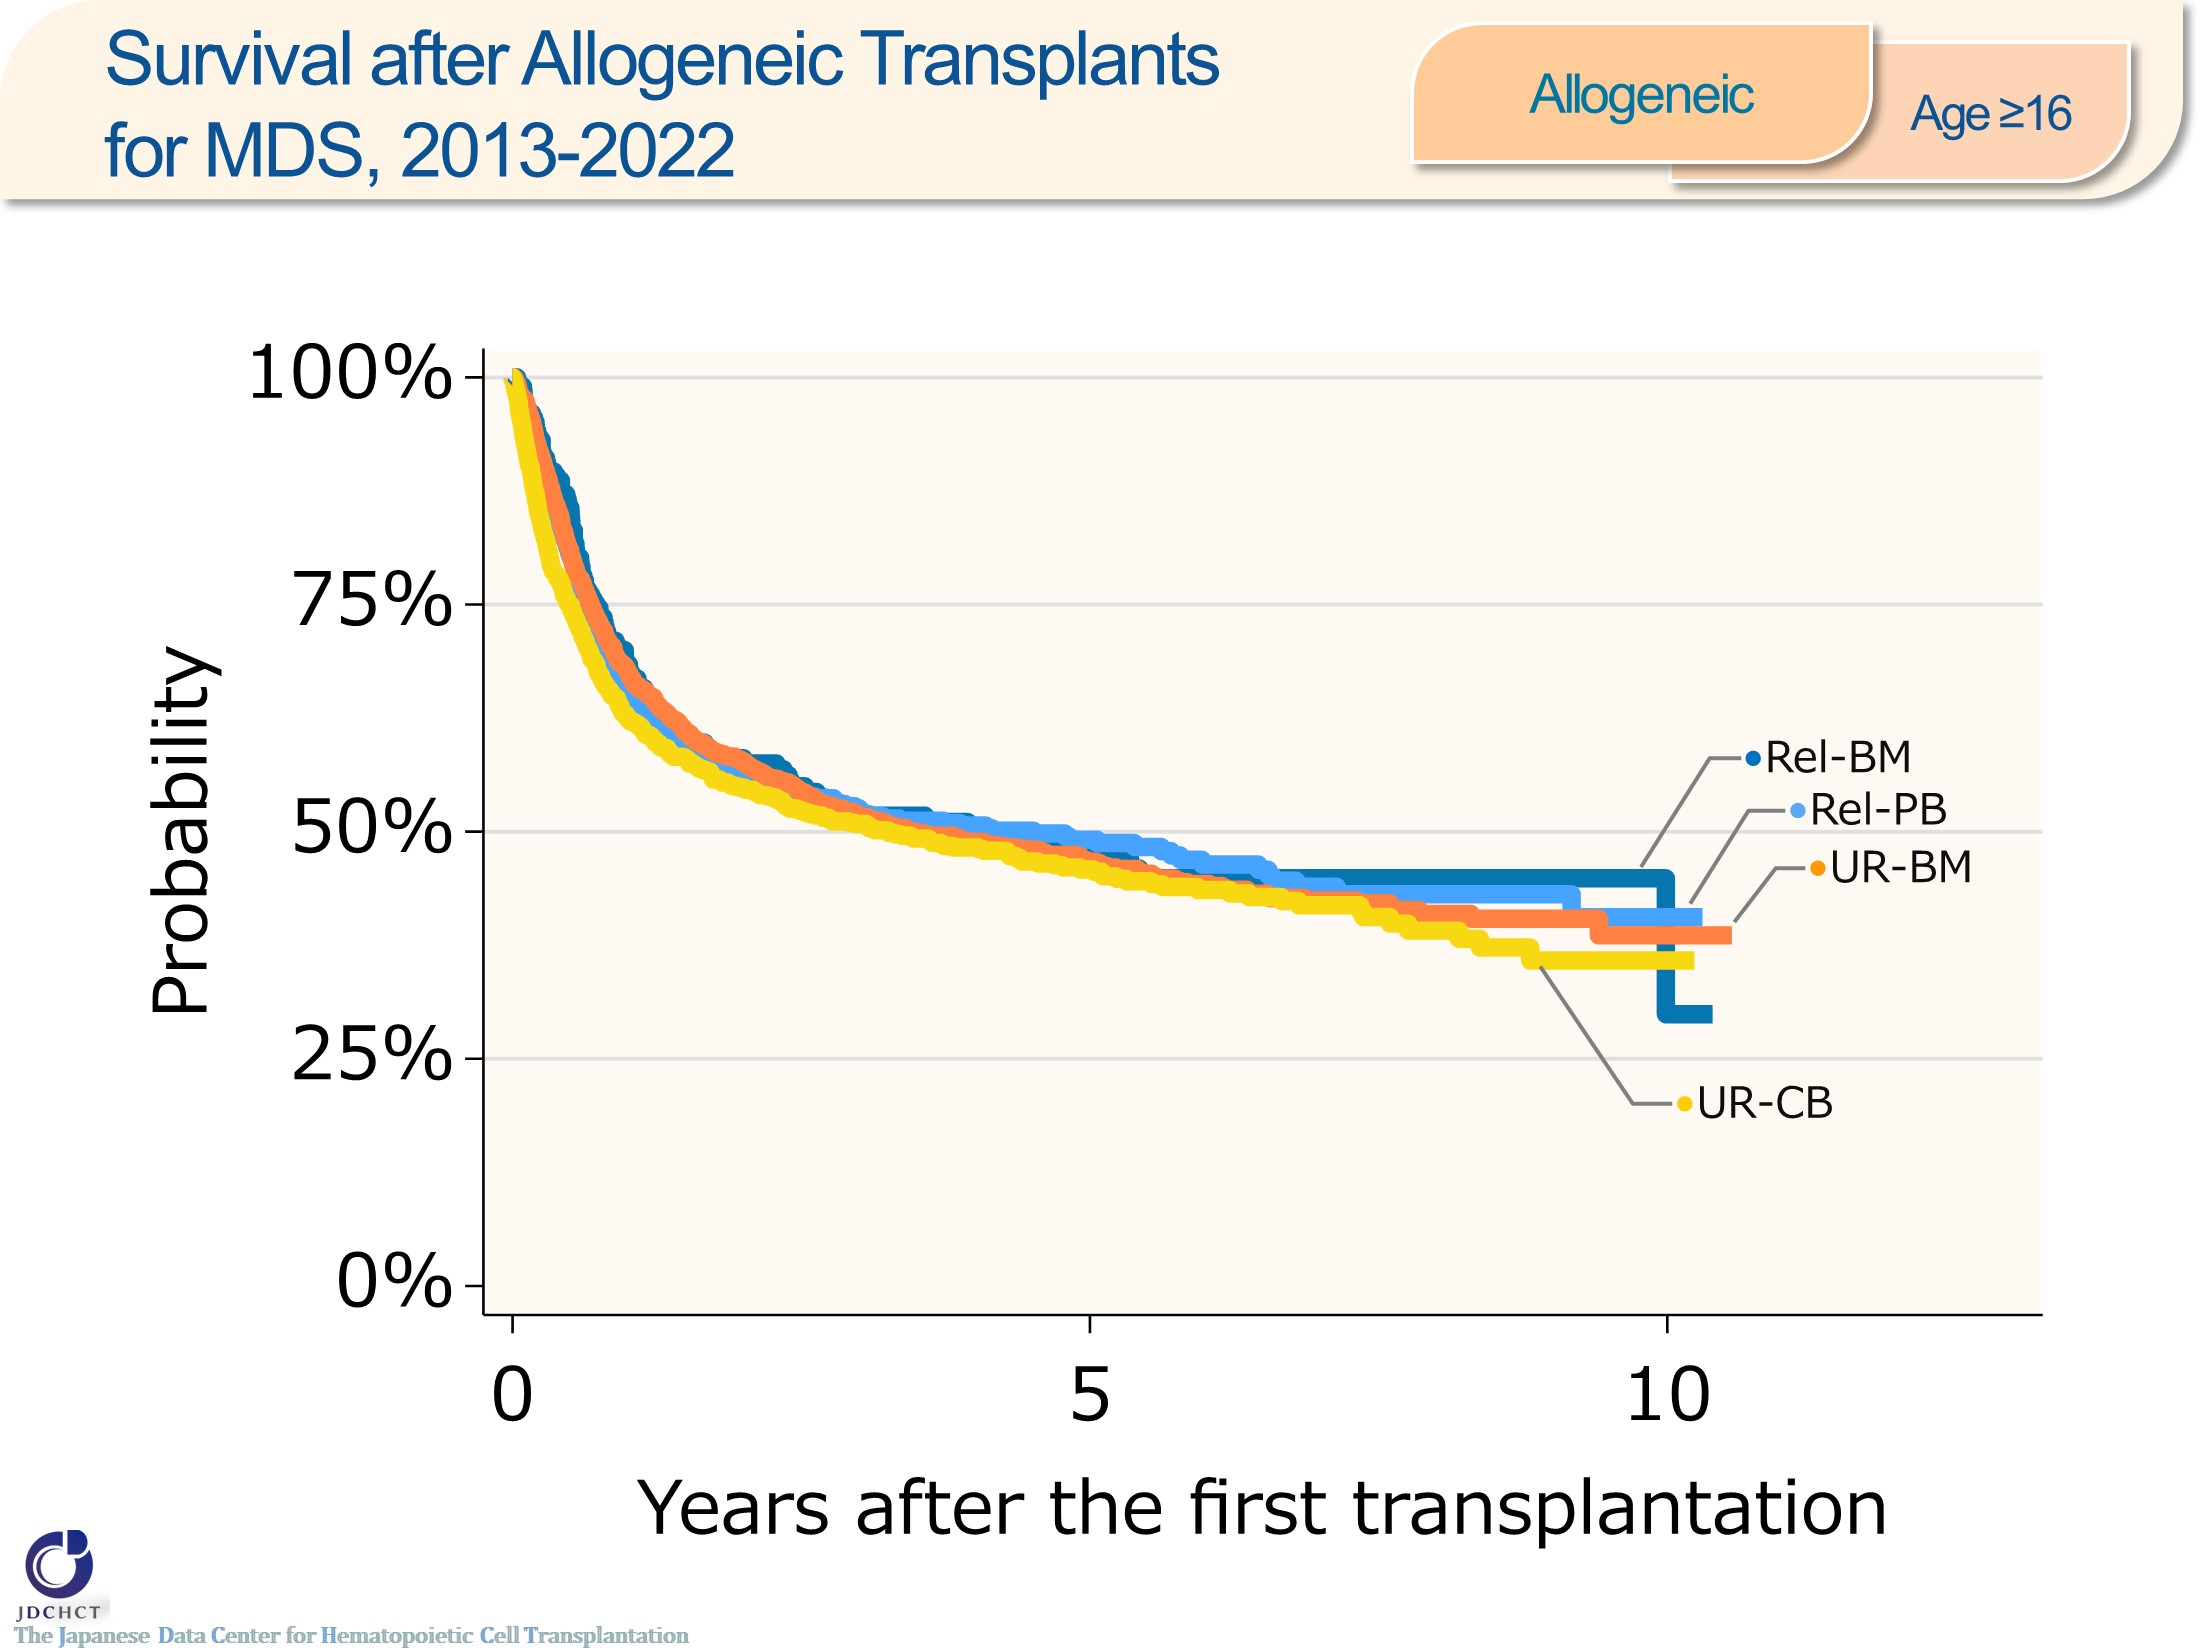 Survival after Allogeneic Transplants
for MDS, 2013-2022
Allogeneic
Age ≥16
100%
75%
50%
25%
0%
Probability
Rel-BM
Rel-PB
UR-BM
UR-CB
0
5
10
Years after the first transplantation
JDCHCT
The Japanese Data Center for Hematopoietic Cell Transplantation